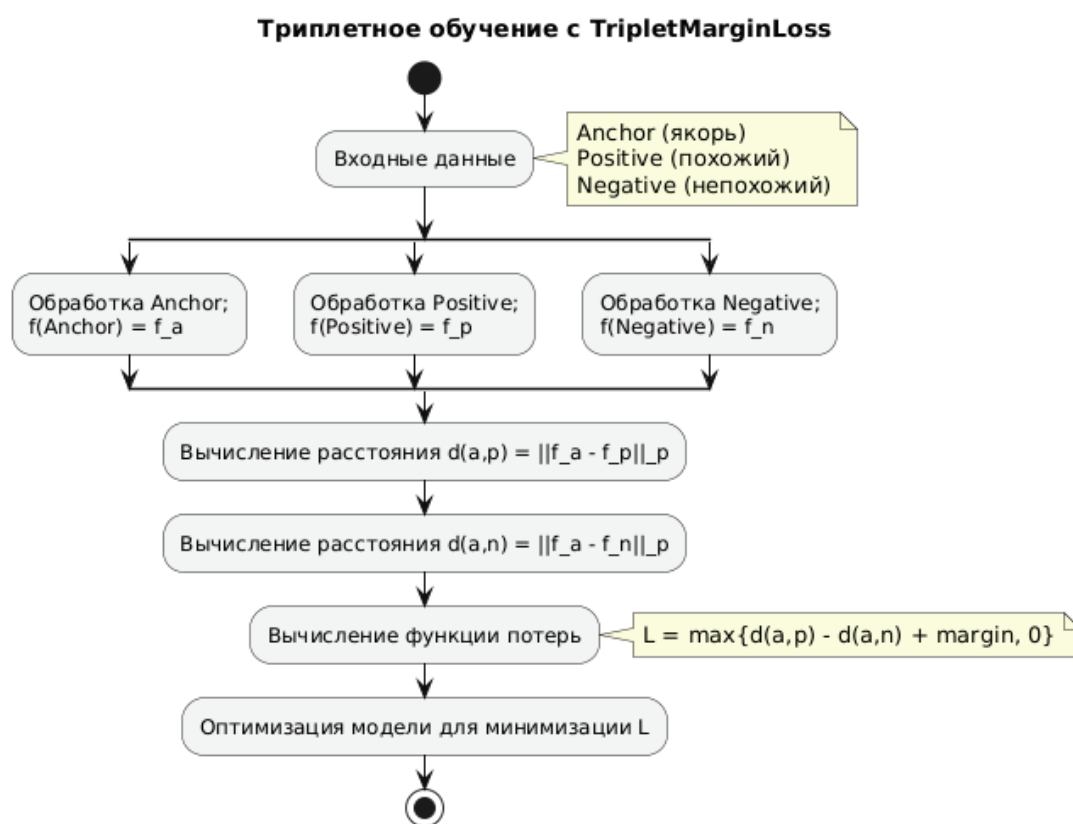 Триплетное обучение с TripletMarginLoss
Входные данные
Anchor (якорь)
Positive (похожий)
Negative (непохожий)
Обработка Anchor;
f(Anchor) = f_a
Обработка Positive;
f(Positive) = f_p
Обработка Negative;
f(Negative) = f_n
Вычисление расстояния d(a,p) = ||f_a - f_p||_p
Вычисление расстояния d(a,n) = ||f_a - f_n||_p
Вычисление функции потерь
L = max{d(a,p) - d(a,n) + margin, 0}
Оптимизация модели для минимизации L